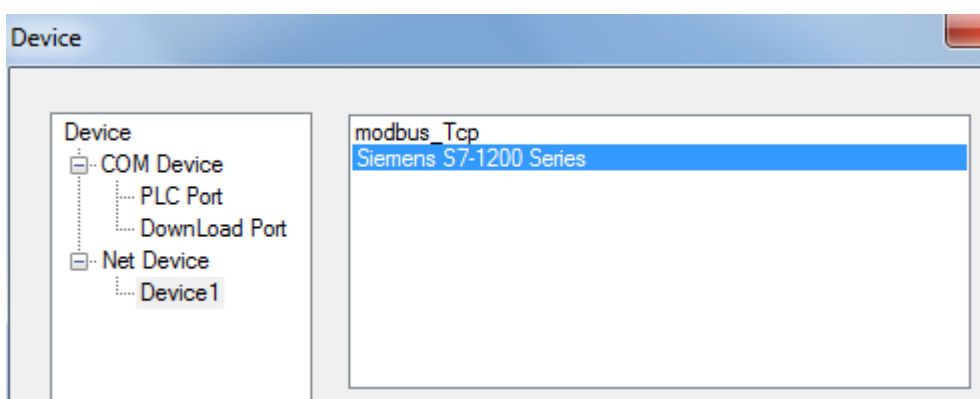 Device
Device
COM Device
PLC Port
DownLoad Port
Net Device
Device1
modbus_Tcp
Siemens S7-1200 Series